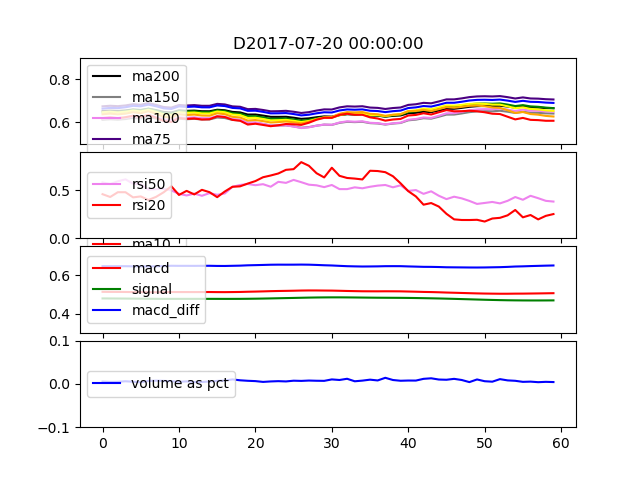 D2017-07-20 00:00:00
0.8
0.6
ma200
ma150
ma100
ma75
0.5
0.0
rsi50
rsi20
ma10
0.6
0.4
macd
signal
macd_diff
0.1
0.0
−0.1
volume as pct
0 10 20 30 40 50 60